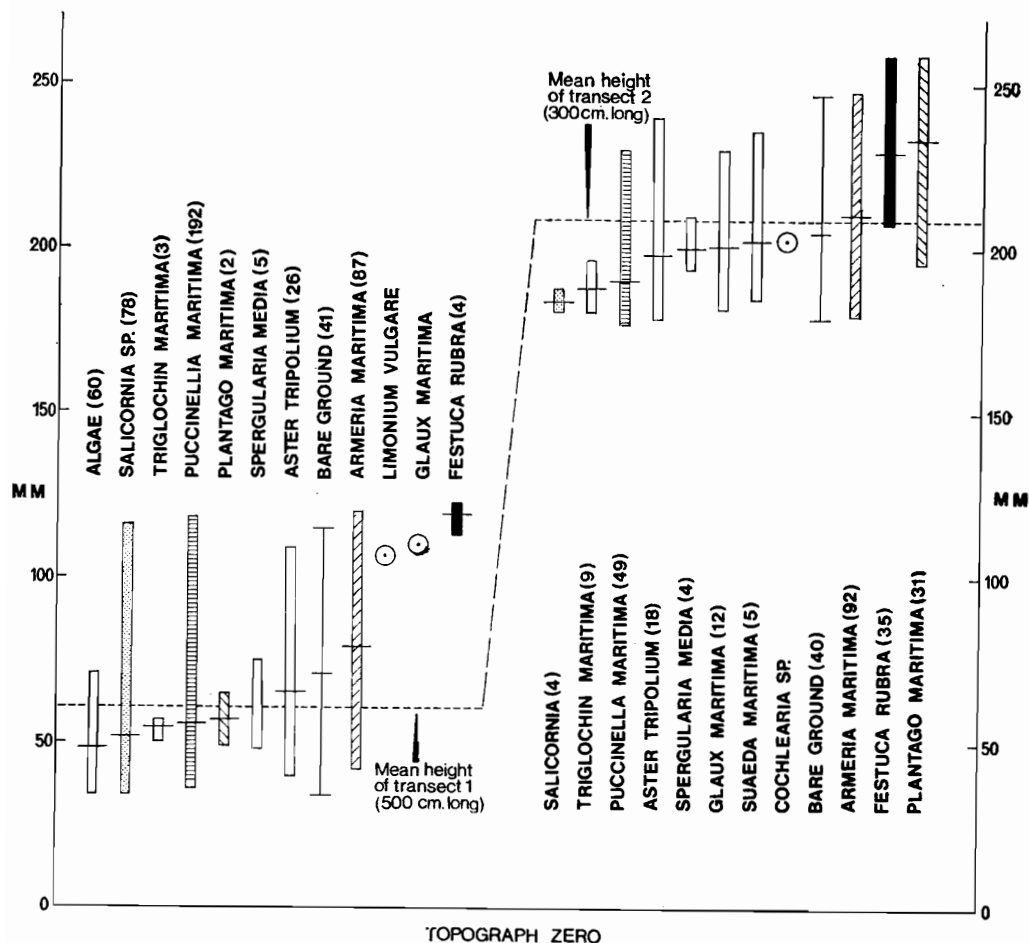 250
200
150
MM
100
50
0
ALGAE (60)
SALICORNIA SP. (78)
TRIGLOCHIN MARITIMA (3)
PUCCINELLIA MARITIMA (192)
PLANTAGO MARITIMA (2)
SPERGULARIA MEDIA (5)
ASTER TRIPOLIUM (26)
BARE GROUND (41)
ARMERIA MARITIMA (87)
LIMONIUM VULGARE
GLAUX MARITIMA
FESTUCA RUBRA (4)
Mean height
of transect 1
(500 cm. long)
Mean height
of transect 2
(300 cm. long)
SALICORNIA (4)
TRIGLOCHIN MARITIMA (9)
PUCCINELLA MARITIMA (49)
ASTER TRIPOLIUM (18)
SPERGULARIA MEDIA (4)
GLAUX MARITIMA (12)
SUAEDA MARITIMA (5)
COCHLEARIA SP.
BARE GROUND (40)
ARMERIA MARITIMA (92)
FESTUCA RUBRA (35)
PLANTAGO MARITIMA (31)
250
200
150
MM
100
50
0
TOPOGRAPH ZERO